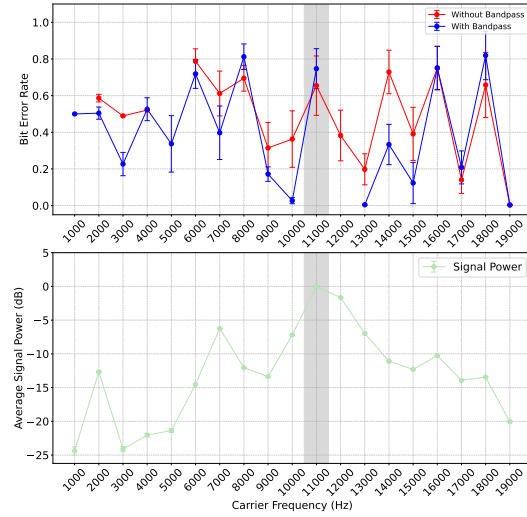 Without Bandpass
With Bandpass
Bit Error Rate
1.0
0.8
0.6
0.4
0.2
0.0
1000 2000 3000 4000 5000 6000 7000 8000 9000 10000 11000 12000 13000 14000 15000 16000 17000 18000 19000
Signal Power
Average Signal Power (dB)
5
0
−5
−10
−15
−20
−25
1000 2000 3000 4000 5000 6000 7000 8000 9000 10000 11000 12000 13000 14000 15000 16000 17000 18000 19000
Carrier Frequency (Hz)